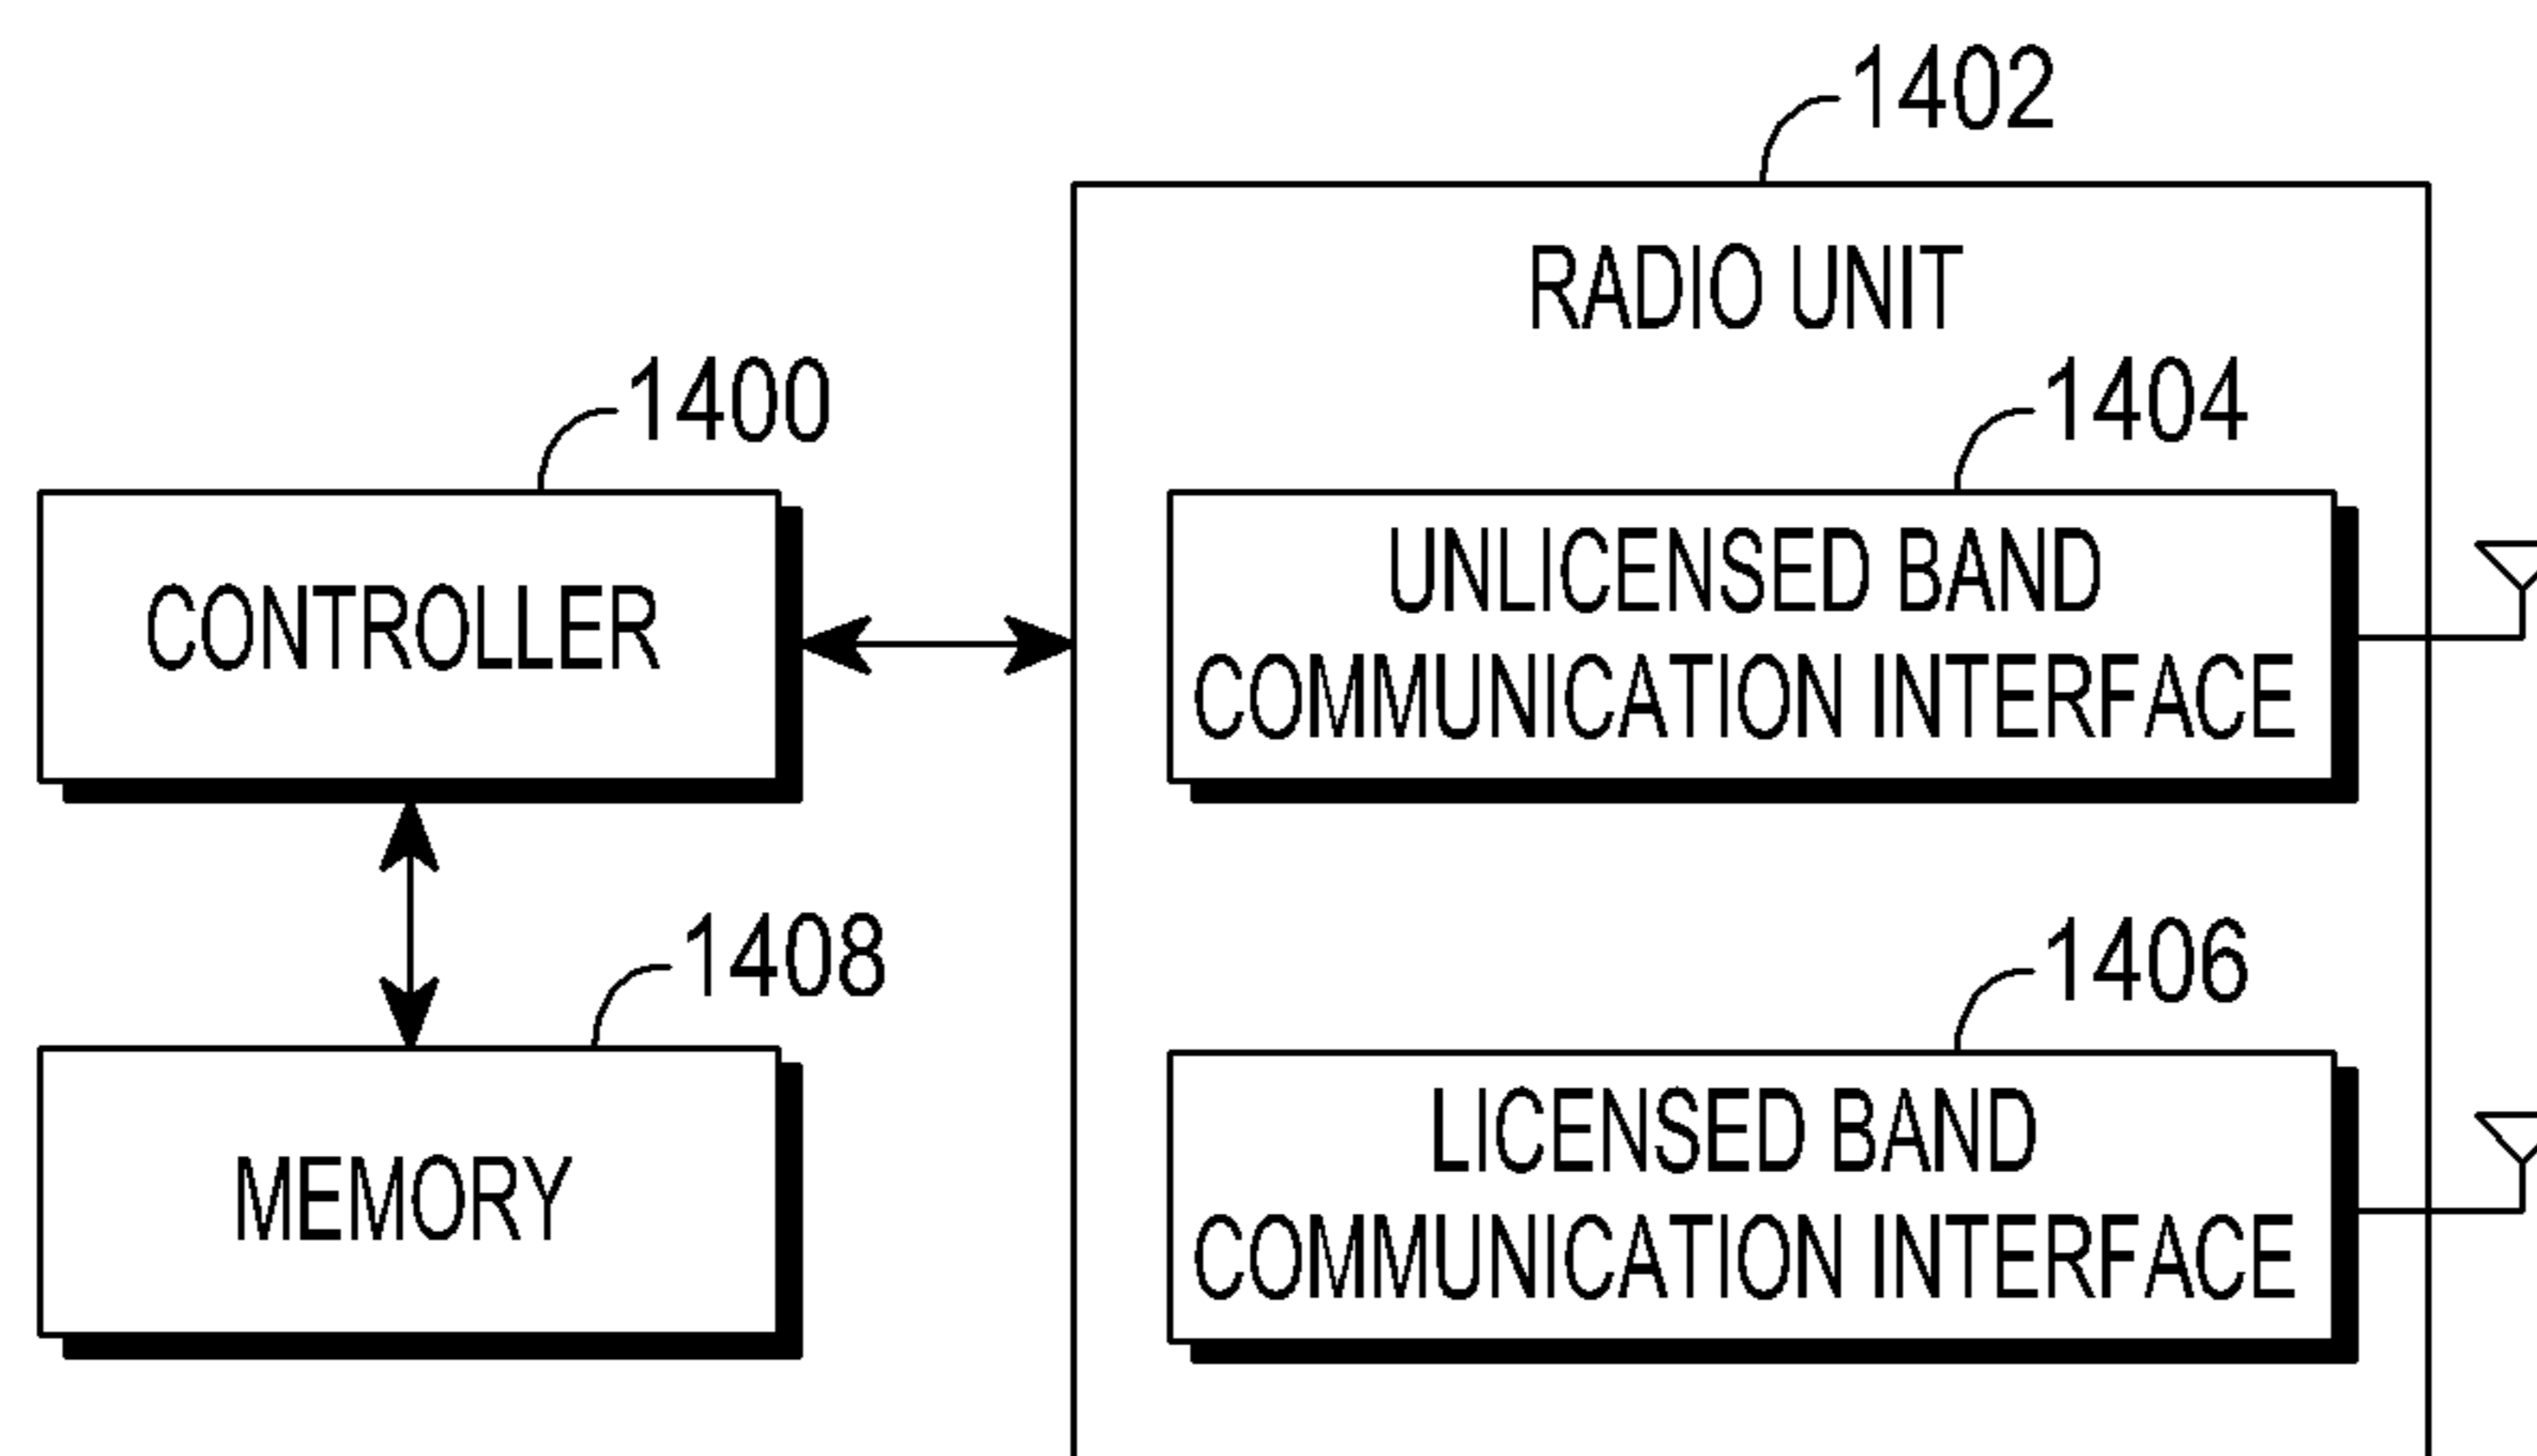 1402
RADIO UNIT
1400
1404
CONTROLLER
UNLICENSED BAND
COMMUNICATION INTERFACE
1408
1406
MEMORY
LICENSED BAND
COMMUNICATION INTERFACE